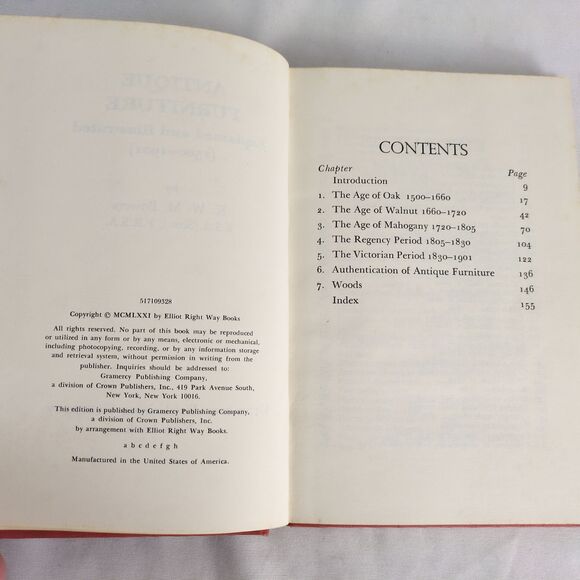 517109328
Copyright © MCMLXXI by Elliot Right Way Books
All rights reserved. No part of this book may be reproduced
or utilized in any form or by any means, electronic or mechanical,
including photocopying, recording, or by any information storage
and retrieval system, without permission in writing from the
publisher. Inquiries should be addressed to:
Gramercy Publishing Company,
a division of Crown Publishers, Inc., 419 Park Avenue South,
New York, New York 10016.
This edition is published by Gramercy Publishing Company,
a division of Crown Publishers, Inc.
by arrangement with Elliot Right Way Books.
a b c d e f g h
Manufactured in the United States of America.
CONTENTS
Chapter Page
Introduction 9
1. The Age of Oak 1500–1660 17
2. The Age of Walnut 1660–1720 42
3. The Age of Mahogany 1720–1805 70
4. The Regency Period 1805–1830 104
5. The Victorian Period 1830–1901 122
6. Authentication of Antique Furniture 136
7. Woods 146
Index 155